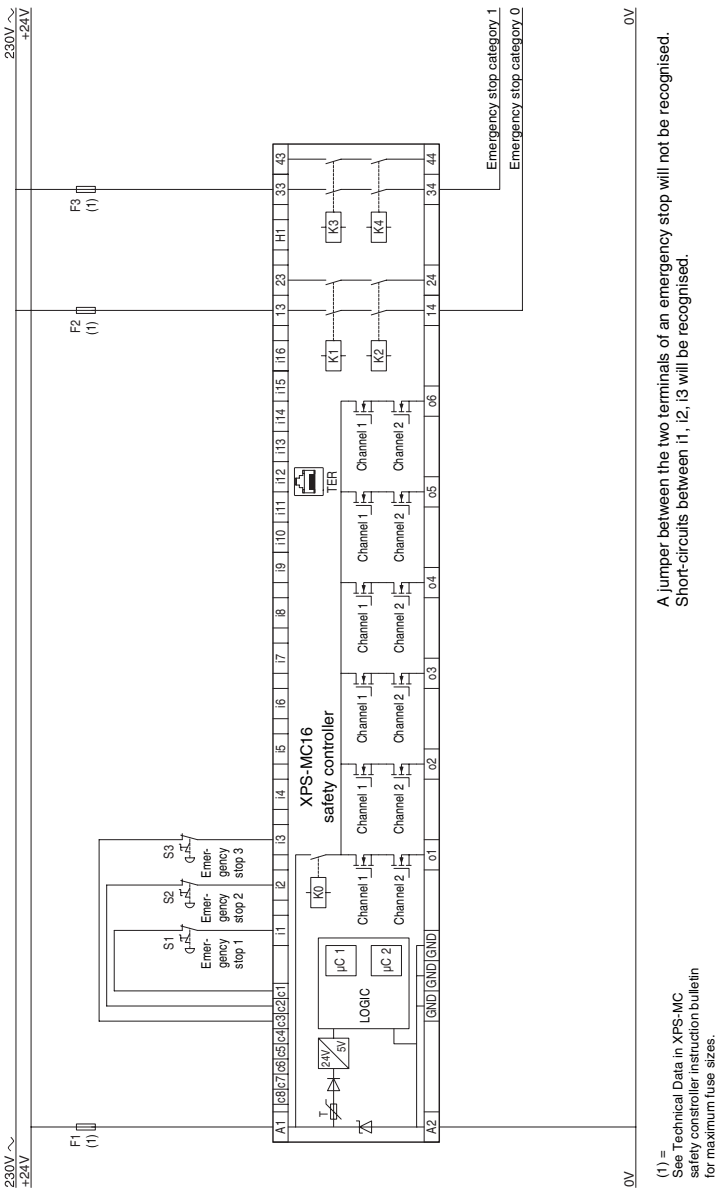 230V ~
+24V
230V ~
+24V
F1
(1)
F2
(1)
F3
(1)
S1
Emer-
gency
stop 1
S2
Emer-
gency
stop 2
S3
Emer-
gency
stop 3
A1
c8 c7 c6 c5 c4 c3 c2 c1
i1
i2
i3
i4
i5
i6
i7
i8
i9
i10
i11
i12
i13
i14
i15
i16
13
23
H1
33
43
T
24V
5V
LOGIC
µC 1
µC 2
K0
XPS-MC16
safety controller
TER
K1
K2
K3
K4
Channel 1
Channel 2
Channel 1
Channel 2
Channel 1
Channel 2
Channel 1
Channel 2
Channel 1
Channel 2
Channel 1
Channel 2
A2
GND GND GND
o1
o2
o3
o4
o5
o6
14
24
34
44
Emergency stop category 1
Emergency stop category 0
0V
0V
(1) =
See Technical Data in XPS-MC
safety constroller instruction bulletin
for maximum fuse sizes.
A jumper between the two terminals of an emergency stop will not be recognised.
Short-circuits between i1, i2, i3 will be recognised.